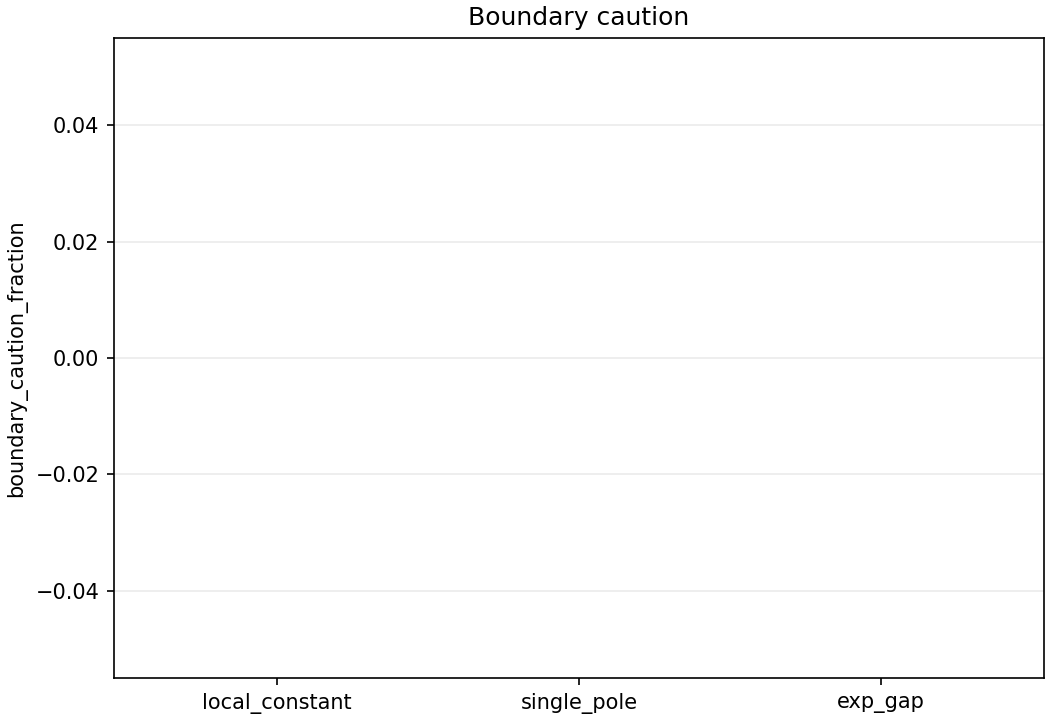 Boundary caution
boundary_caution_fraction
0.04
0.02
0.00
−0.02
−0.04
local_constant
single_pole
exp_gap